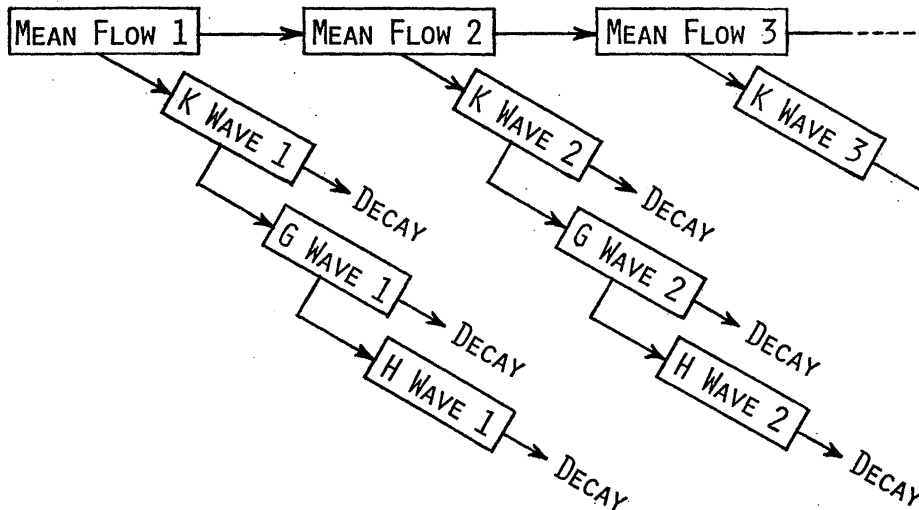 MEAN FLOW 1
MEAN FLOW 2
MEAN FLOW 3
K WAVE 1
K WAVE 2
K WAVE 3
DECAY
DECAY
G WAVE 1
G WAVE 2
DECAY
DECAY
H WAVE 1
H WAVE 2
DECAY
DECAY